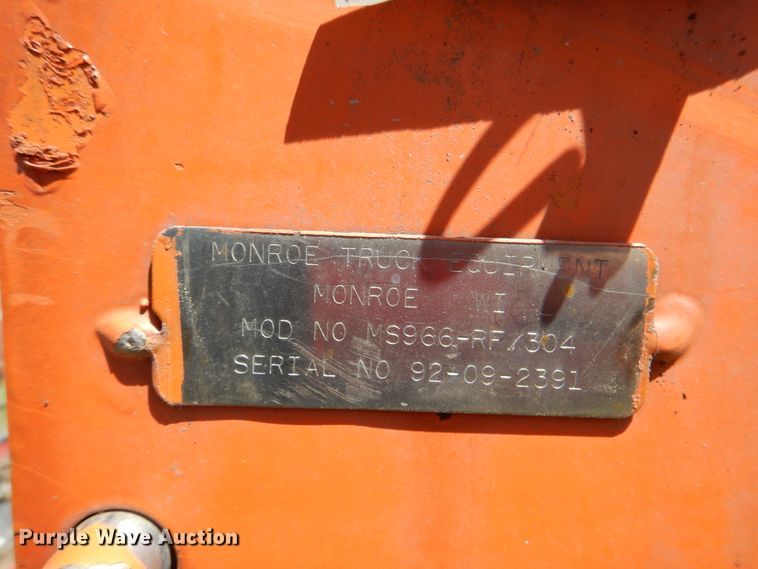 MONROE TRUCK EQUIPMENT
MONROE WI
MOD NO MS966-RF/304
SERIAL NO 92-09-2391
Purple Wave Auction